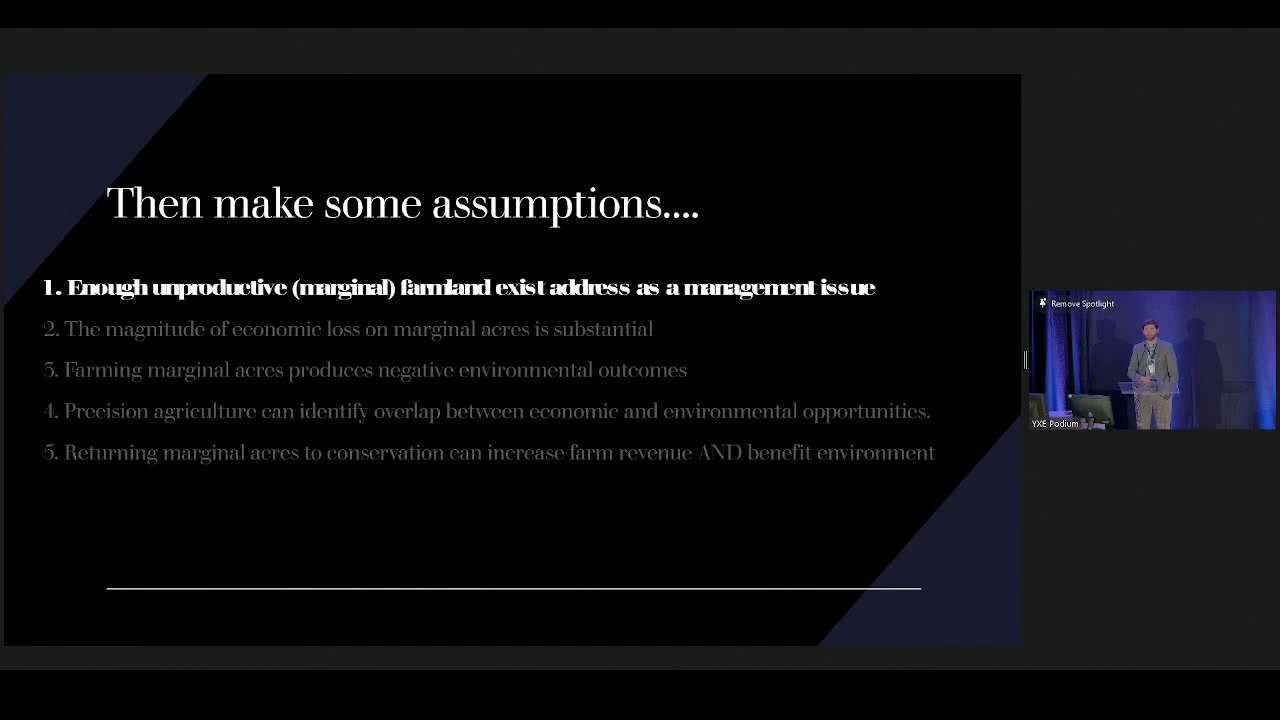 Then make some assumptions....
1. Enough unproductive (marginal) farmland exist address as a management issue
2. The magnitude of economic loss on marginal acres is substantial
3. Farming marginal acres produces negative environmental outcomes
4. Precision agriculture can identify overlap between economic and environmental opportunities.
5. Returning marginal acres to conservation can increase farm revenue AND benefit environment
Remove Spotlight
YXE Podium